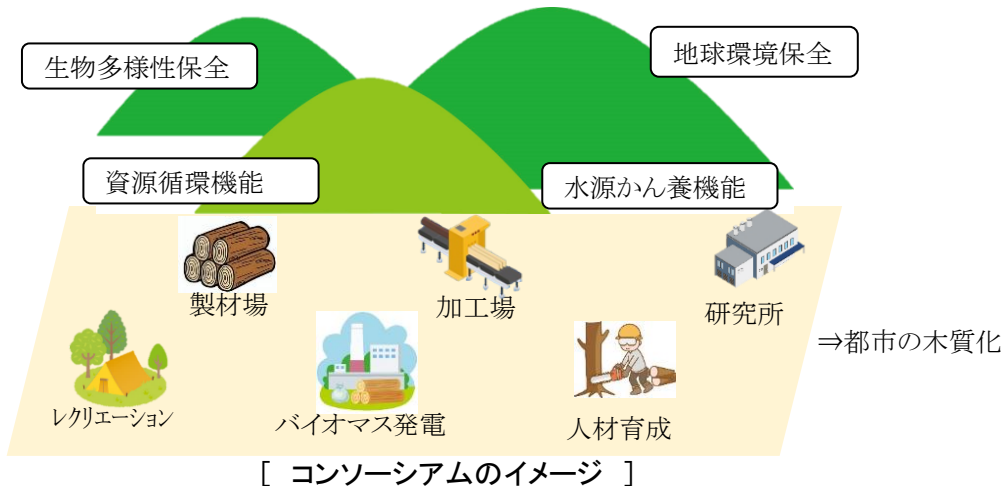 生物多様性保全
地球環境保全
資源循環機能
水源かん養機能
製材場
加工場
研究所
⇒都市の木質化
レクリエーション
バイオマス発電
人材育成
[ コンソーシアムのイメージ ]